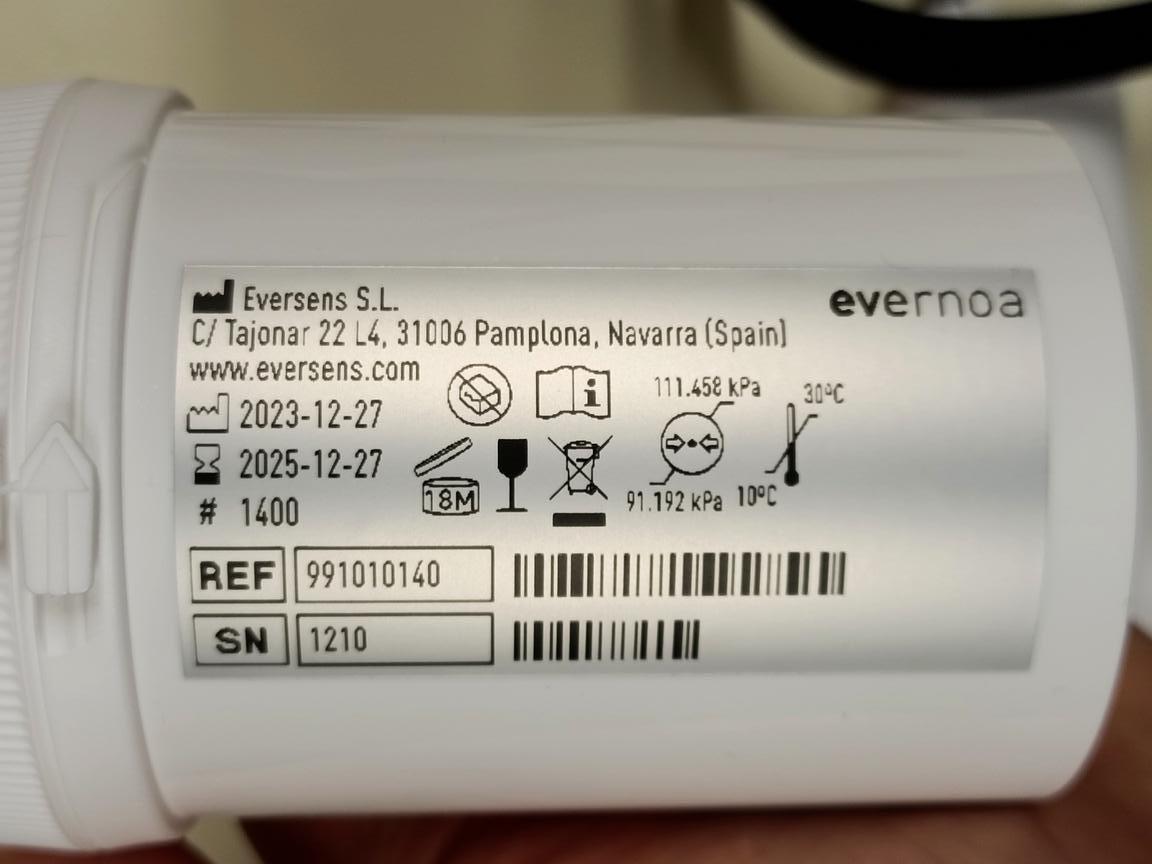 Eversens S.L.
evernoa
C/ Tajonar 22 L4, 31006 Pamplona, Navarra (Spain)
www.eversens.com
2023-12-27
2025-12-27
# 1400
18M
111.458 kPa
91.192 kPa
30ºC
10ºC
REF 991010140
SN 1210